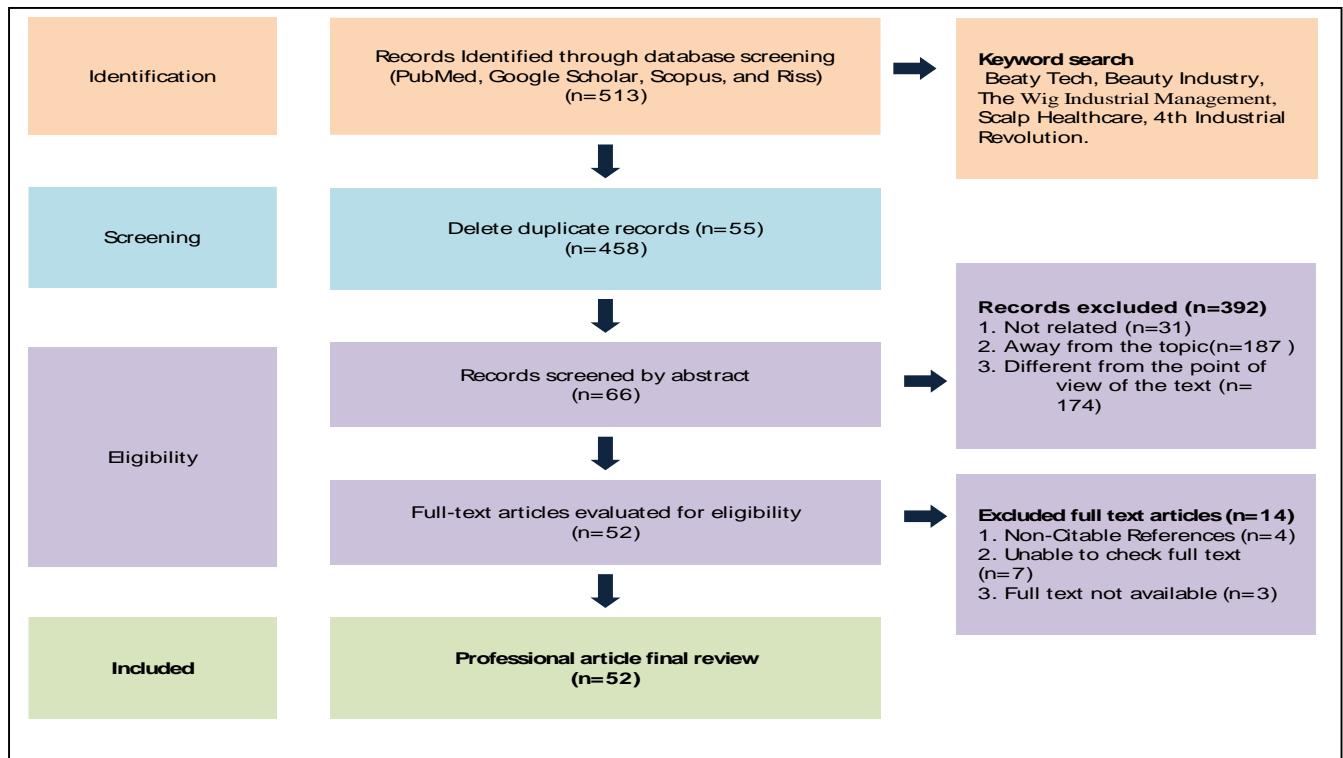 Identification
Records Identified through database screening
(PubMed, Google Scholar, Scopus, and Riss)
(n=513)
Keyword search
Beaty Tech, Beauty Industry,
The Wig Industrial Management,
Scalp Healthcare, 4th Industrial
Revolution.
Screening
Delete duplicate records (n=55)
(n=458)
Eligibility
Records screened by abstract
(n=66)
Records excluded (n=392)
1. Not related (n=31)
2. Away from the topic(n=187 )
3. Different from the point of
view of the text (n=
174)
Full-text articles evaluated for eligibility
(n=52)
Excluded full text articles (n=14)
1. Non-Citable References (n=4)
2. Unable to check full text
(n=7)
3. Full text not available (n=3)
Included
Professional article final review
(n=52)